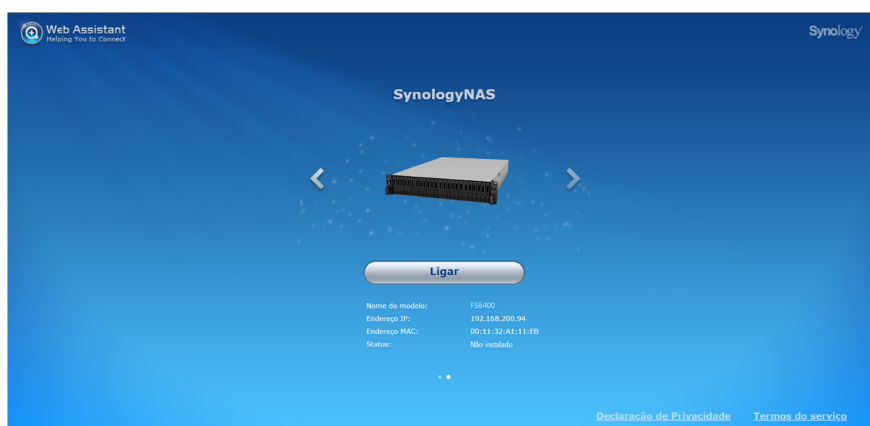 Web Assistant
Helping You to Connect
Synology
SynologyNAS
Ligar
Nome do modelo: FS6400
Endereço IP: 192.168.200.94
Endereço MAC: 00:11:32:A1:11:EB
Status: Não instalado
Declaração de Privacidade Termos do serviço